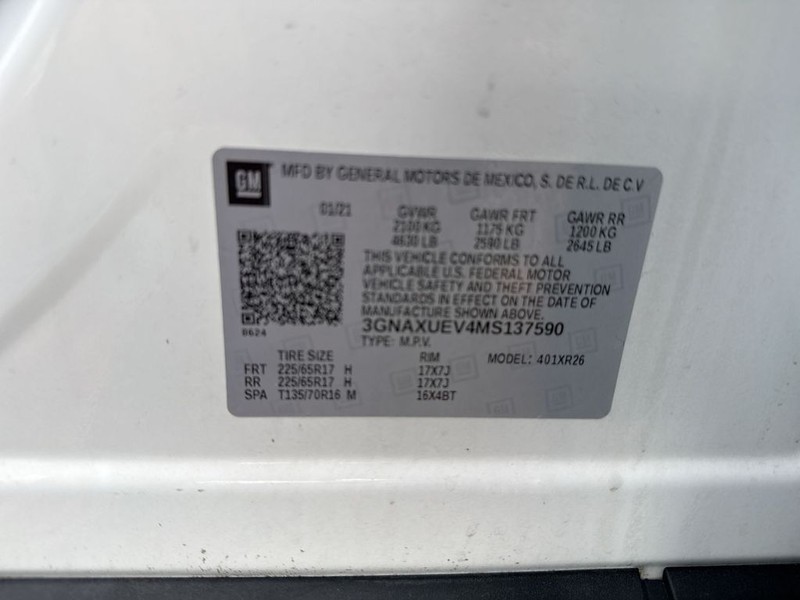 GM MFD BY GENERAL MOTORS DE MEXICO, S. DE R.L. DE C.V
01/21 GVWR GAWR FRT GAWR RR
2100 KG 1175 KG 1200 KG
4630 LB 2590 LB 2645 LB
THIS VEHICLE CONFORMS TO ALL
APPLICABLE U.S. FEDERAL MOTOR
VEHICLE SAFETY AND THEFT PREVENTION
STANDARDS IN EFFECT ON THE DATE OF
MANUFACTURE SHOWN ABOVE.
0624 3GNAXUEV4MS137590
TYPE: M.P.V.
TIRE SIZE RIM MODEL: 401XR26
FRT 225/65R17 H 17X7J
RR 225/65R17 H 17X7J
SPA T135/70R16 M 16X4BT